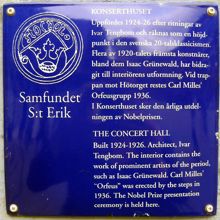 HÖTORGET
Samfundet
S:t Erik
KONSERTHUSET
Uppfördes 1924-26 efter ritningar av
Ivar Tengbom och räknas som en höjd-
punkt i den svenska 20-talsklassicismen.
Flera av 1920-talets främsta konstnärer,
bland dem Isaac Grünewald, har bidra-
git till interiörens utformning. Vid trap-
pan mot Hötorget restes Carl Milles'
Orfeusgrupp 1936.
I Konserthuset sker den årliga utdel-
ningen av Nobelprisen.
THE CONCERT HALL
Built 1924-1926. Architect, Ivar
Tengbom. The interior contains the
work of prominent artists of the period,
such as Isaac Grünewald. Carl Milles'
"Orfeus" was erected by the steps in
1936. The Nobel Prize presentation
ceremony is held here.